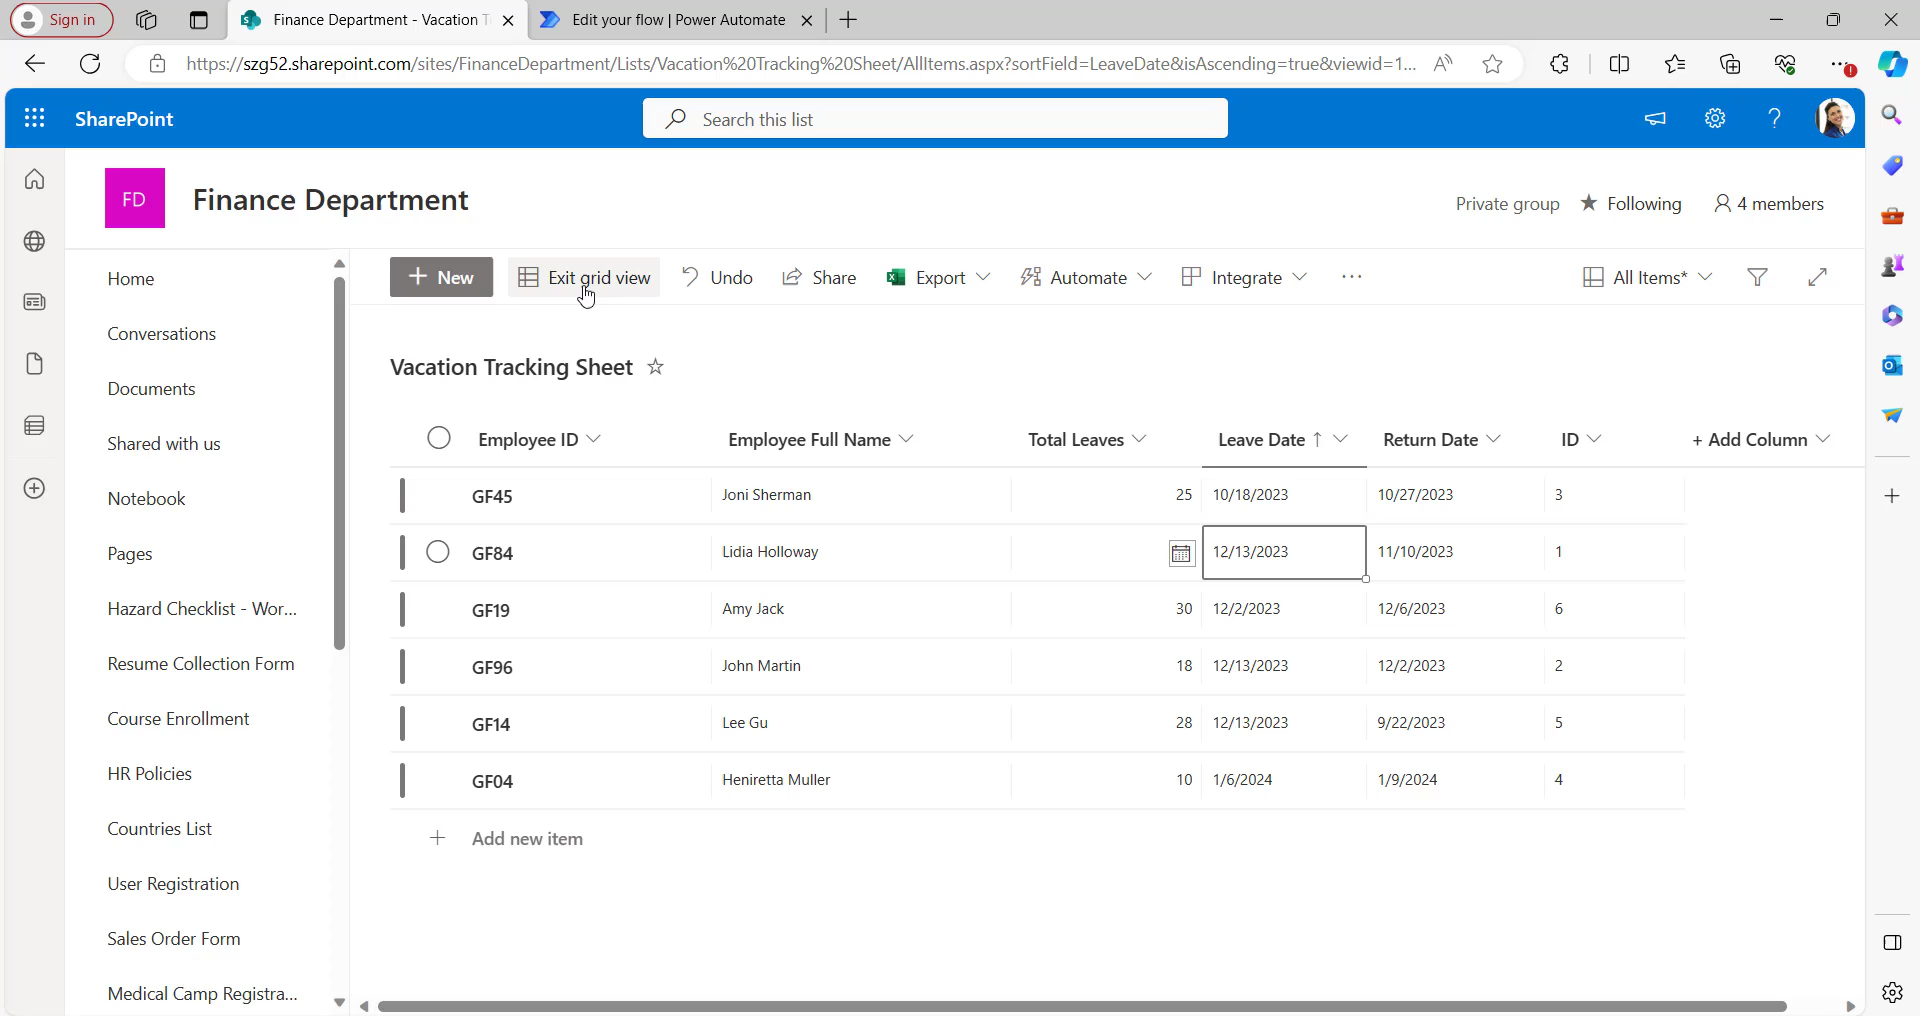 Sign in
Finance Department - Vacation T
Edit your flow | Power Automate
https://szg52.sharepoint.com/sites/FinanceDepartment/Lists/Vacation%20Tracking%20Sheet/AllItems.aspx?sortField=LeaveDate&isAscending=true&viewid=1...
SharePoint
Search this list
FD
Finance Department
Private group
Following
4 members
Home
Conversations
Documents
Shared with us
Notebook
Pages
Hazard Checklist - Wor...
Resume Collection Form
Course Enrollment
HR Policies
Countries List
User Registration
Sales Order Form
Medical Camp Registra...
+ New
Exit grid view
Undo
Share
Export
Automate
Integrate
...
All Items*
Vacation Tracking Sheet
Employee ID Employee Full Name Total Leaves Leave Date ↑ Return Date ID + Add Column
GF45 Joni Sherman 25 10/18/2023 10/27/2023 3
GF84 Lidia Holloway 12/13/2023 11/10/2023 1
GF19 Amy Jack 30 12/2/2023 12/6/2023 6
GF96 John Martin 18 12/13/2023 12/2/2023 2
GF14 Lee Gu 28 12/13/2023 9/22/2023 5
GF04 Heniretta Muller 10 1/6/2024 1/9/2024 4
+ Add new item